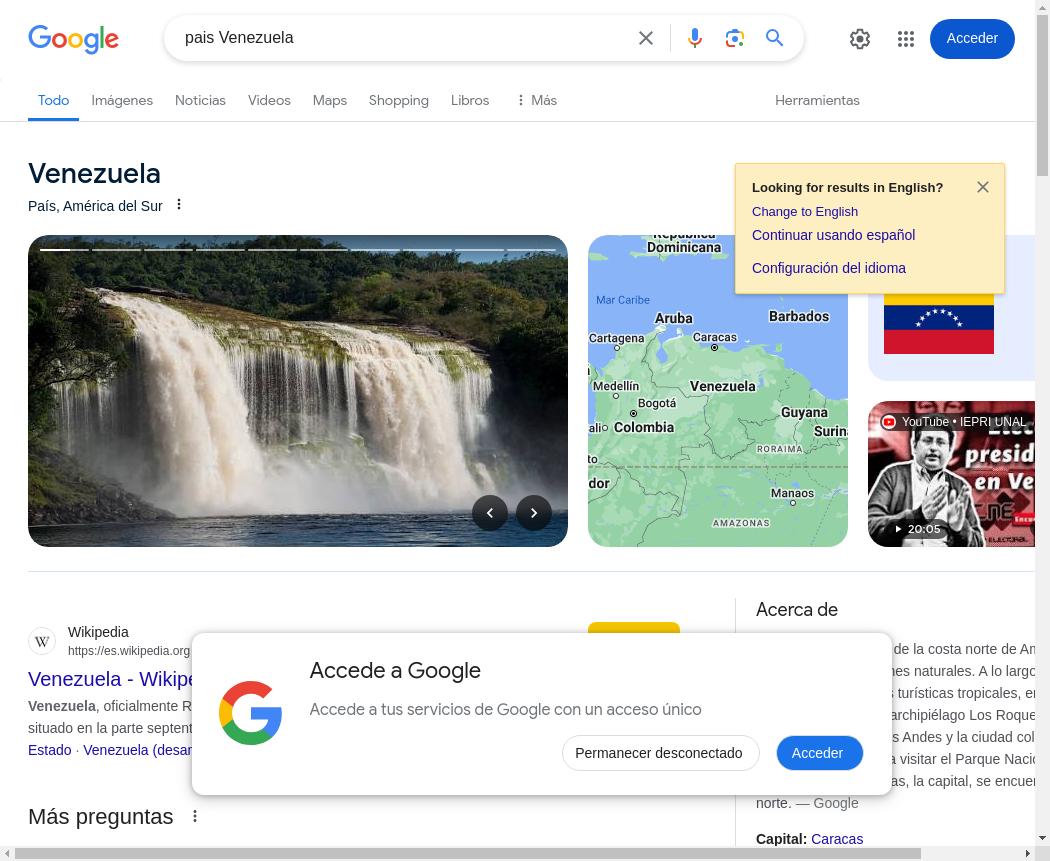 Google
pais Venezuela
Acceder
Todo
Imágenes
Noticias
Videos
Maps
Shopping
Libros
Más
Herramientas
Venezuela
País, América del Sur
Looking for results in English?
Change to English
Continuar usando español
Configuración del idioma
República
Dominicana
Mar Caribe
Aruba
Barbados
Cartagena
Caracas
Medellín
Venezuela
Bogotá
Guyana
ali
Colombia
Surin
RORAIMA
to
dor
Manaos
AMAZONAS
YouTube • IEPRI UNAL
presid
en Ve
CNE
ELECTORAL
20:05
Wikipedia
https://es.wikipedia.org
Venezuela - Wikipe
Venezuela, oficialmente R
situado en la parte septent
Estado · Venezuela (desar
Más preguntas
Accede a Google
Accede a tus servicios de Google con un acceso único
Permanecer desconectado
Acceder
Acerca de
de la costa norte de Am
nes naturales. A lo largo
s turísticas tropicales, en
archipiélago Los Roque
s Andes y la ciudad col
a visitar el Parque Nacio
as, la capital, se encuen
norte. — Google
Capital: Caracas